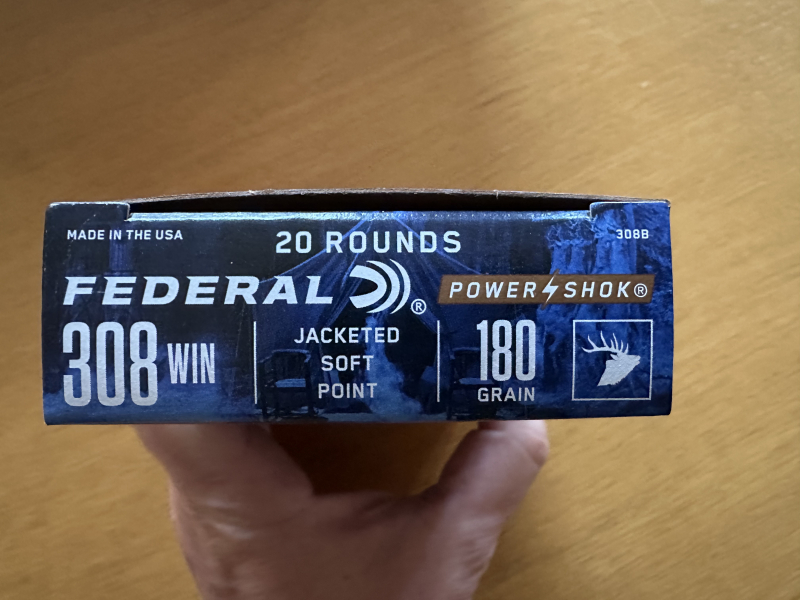 MADE IN THE USA
20 ROUNDS
308B
FEDERAL ®
POWER SHOK®
308 WIN
JACKETED
SOFT
POINT
180
GRAIN